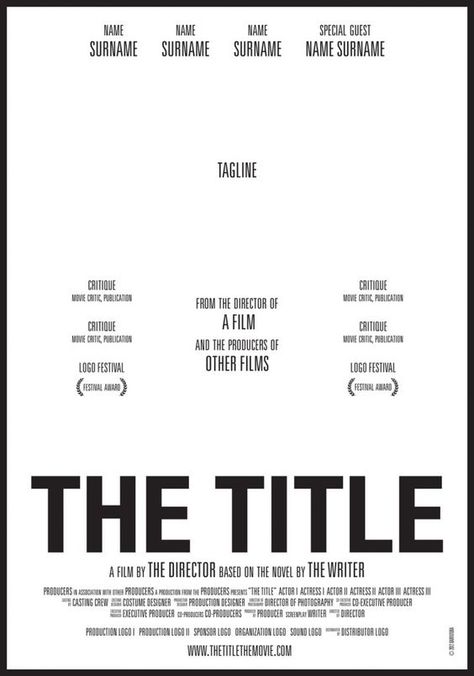 NAME NAME NAME SPECIAL GUEST
SURNAME SURNAME SURNAME NAME SURNAME
TAGLINE
CRITIQUE
MOVIE CRITIC, PUBLICATION
CRITIQUE
MOVIE CRITIC, PUBLICATION
LOGO FESTIVAL
FESTIVAL AWARD
FROM THE DIRECTOR OF
A FILM
AND THE PRODUCERS OF
OTHER FILMS
CRITIQUE
MOVIE CRITIC, PUBLICATION
CRITIQUE
MOVIE CRITIC, PUBLICATION
LOGO FESTIVAL
FESTIVAL AWARD
THE TITLE
A FILM BY THE DIRECTOR BASED ON THE NOVEL BY THE WRITER
PRODUCERS IN ASSOCIATION WITH OTHER PRODUCERS A PRODUCTION FROM THE PRODUCERS PRESENTS "THE TITLE" ACTOR I ACTRESS I ACTOR II ACTRESS II ACTOR III ACTRESS III
CASTING CREW COSTUME DESIGNER PRODUCTION DESIGNER DIRECTOR OF PHOTOGRAPHY CO-EXECUTIVE PRODUCER
EXECUTIVE PRODUCER CO-PRODUCERS CO-PRODUCERS PRODUCER SCREENPLAY WRITER DIRECTOR
PRODUCTION LOGO I PRODUCTION LOGO II SPONSOR LOGO ORGANIZATION LOGO SOUND LOGO DISTRIBUTOR LOGO
WWW.THETITLETHEMOVIE.COM